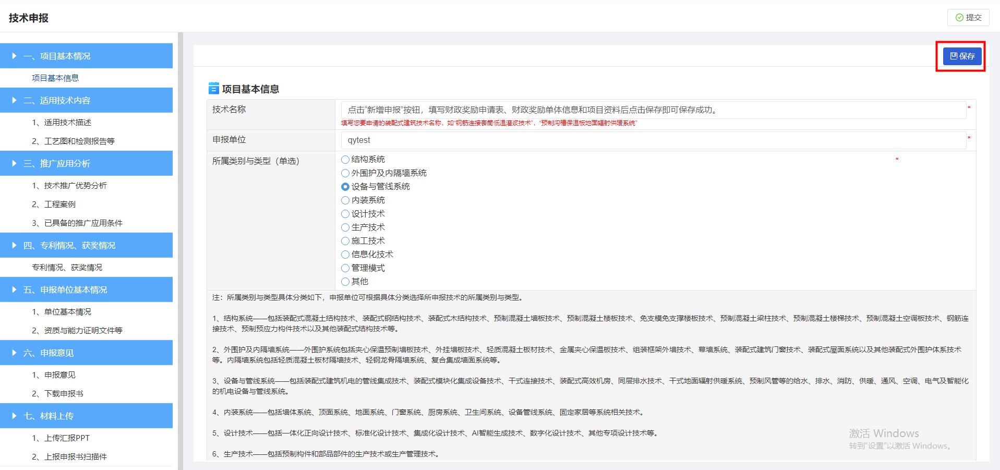 技术申报
提交
一、项目基本情况
项目基本信息
二、适用技术内容
1、适用技术描述
2、工艺图和检测报告等
三、推广应用分析
1、技术推广优势分析
2、工程案例
3、已具备的推广应用条件
四、专利情况、获奖情况
专利情况、获奖情况
五、申报单位基本情况
1、单位基本情况
2、资质与能力证明文件等
六、申报意见
1、申报意见
2、下载申报书
七、材料上传
1、上传汇报PPT
2、上报申报书扫描件
保存
项目基本信息
技术名称
点击“新增申报”按钮，填写财政奖励申请表、财政奖励单体信息和项目资料后点击保存即可保存成功。
*
填写您要申请的装配式建筑技术名称，如“钢筋连接套筒低温灌浆技术”，“预制沟槽保温板地面辐射供暖系统”
申报单位
qytest
*
所属类别与类型（单选）
结构系统
*
外围护及内隔墙系统
设备与管线系统
内装系统
设计技术
生产技术
施工技术
信息化技术
管理模式
其他
注：所属类别与类型具体分类如下，申报单位可根据具体分类选择所申报技术的所属类别与类型。
1、结构系统——包括装配式混凝土结构技术、装配式钢结构技术、装配式木结构技术、预制混凝土墙板技术、预制混凝土楼板技术、免支模免支撑楼板技术、预制混凝土梁柱技术、预制混凝土楼梯技术、预制混凝土空调板技术、钢筋连
接技术、预制预应力构件技术以及其他装配式结构技术等。
2、外围护及内隔墙系统——外围护系统包括夹心保温预制墙板技术、外挂墙板技术、轻质混凝土板材技术、金属夹心保温板技术、组装框架外墙技术、幕墙系统、装配式建筑门窗技术、装配式屋面系统以及其他装配式外围护体系技术
等。内隔墙系统包括轻质混凝土板材隔墙技术、轻钢龙骨隔墙系统、复合集成墙面系统等。
3、设备与管线系统——包括装配式建筑机电的管线集成技术、装配式模块化集成设备技术、干式连接技术、装配式高效机房、同层排水技术、干式地面辐射供暖系统、预制风管等的给水、排水、消防、供暖、通风、空调、电气及智能化
的机电设备与管线系统。
4、内装系统——包括墙体系统、顶面系统、地面系统、门窗系统、厨房系统、卫生间系统、设备管线系统、固定家居等系统相关技术。
5、设计技术——包括一体化正向设计技术、标准化设计技术、集成化设计技术、AI智能生成技术、数字化设计技术、其他专项设计技术等。
6、生产技术——包括预制构件和部品部件的生产技术或生产管理技术。
激活 Windows
转到“设置”以激活 Windows。